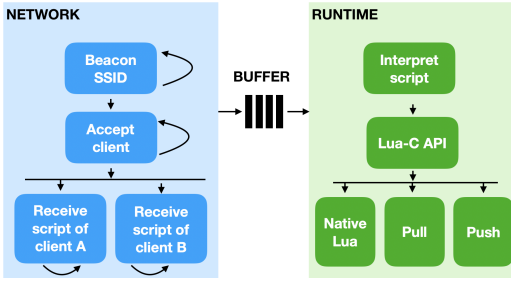 NETWORK
Beacon
SSID
Accept
client
Receive
script of
client A
Receive
script of
client B
BUFFER
RUNTIME
Interpret
script
Lua-C API
Native
Lua
Pull
Push